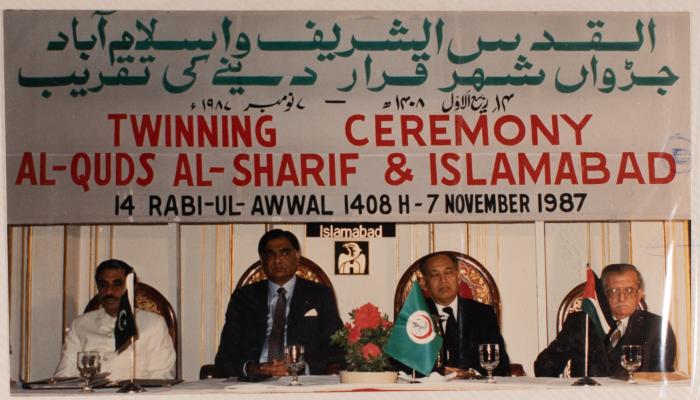 القدس الشریف و اسلام آباد
جڑواں شہر قرار دینے کی تقریب
۱۴ ربیع الاوّل ۱۴۰۸ھ — ۷ نومبر ۱۹۸۷ء
TWINNING CEREMONY
AL-QUDS AL-SHARIF & ISLAMABAD
14 RABI-UL-AWWAL 1408 H - 7 NOVEMBER 1987
Islamabad